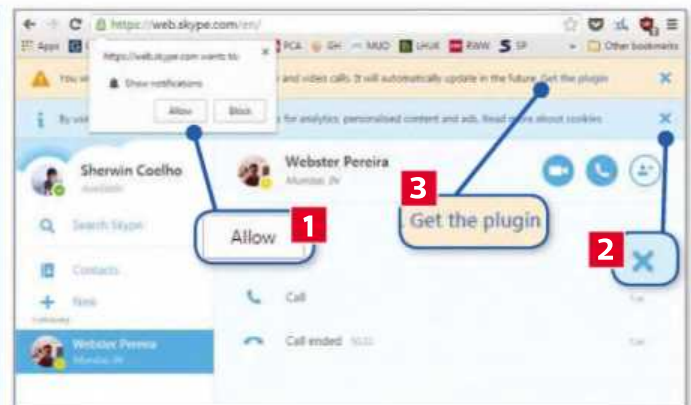 https://web.skype.com/en/
Apps
PCA
GH
MUO
LHUK
RWW
S SP
Other bookmarks
https://web.skype.com wants to:
Show notifications
Allow
Block
and video calls. It will automatically update in the future. Get the plugin
for analytics, personalised content and ads. Read more about cookies
Sherwin Coelho
Available
Webster Pereira
Mumbai, IN
3
. Get the plugin
1
Allow
2
Search Skype
Contacts
New
Call
Call ended
Webster Pereira
Mumbai, IN